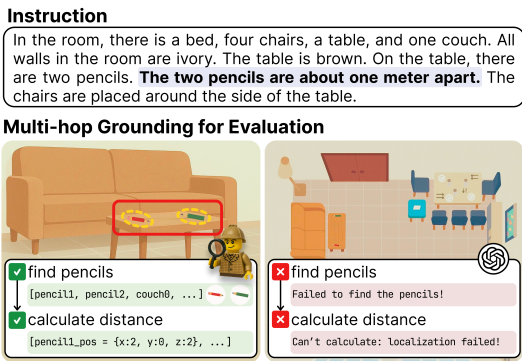 Instruction
In the room, there is a bed, four chairs, a table, and one couch. All
walls in the room are ivory. The table is brown. On the table, there
are two pencils. The two pencils are about one meter apart. The
chairs are placed around the side of the table.
Multi-hop Grounding for Evaluation
find pencils
[pencil1, pencil2, couch0, ...]
calculate distance
[pencil1_pos = {x:2, y:0, z:2}, ...]
find pencils
Failed to find the pencils!
calculate distance
Can't calculate: localization failed!